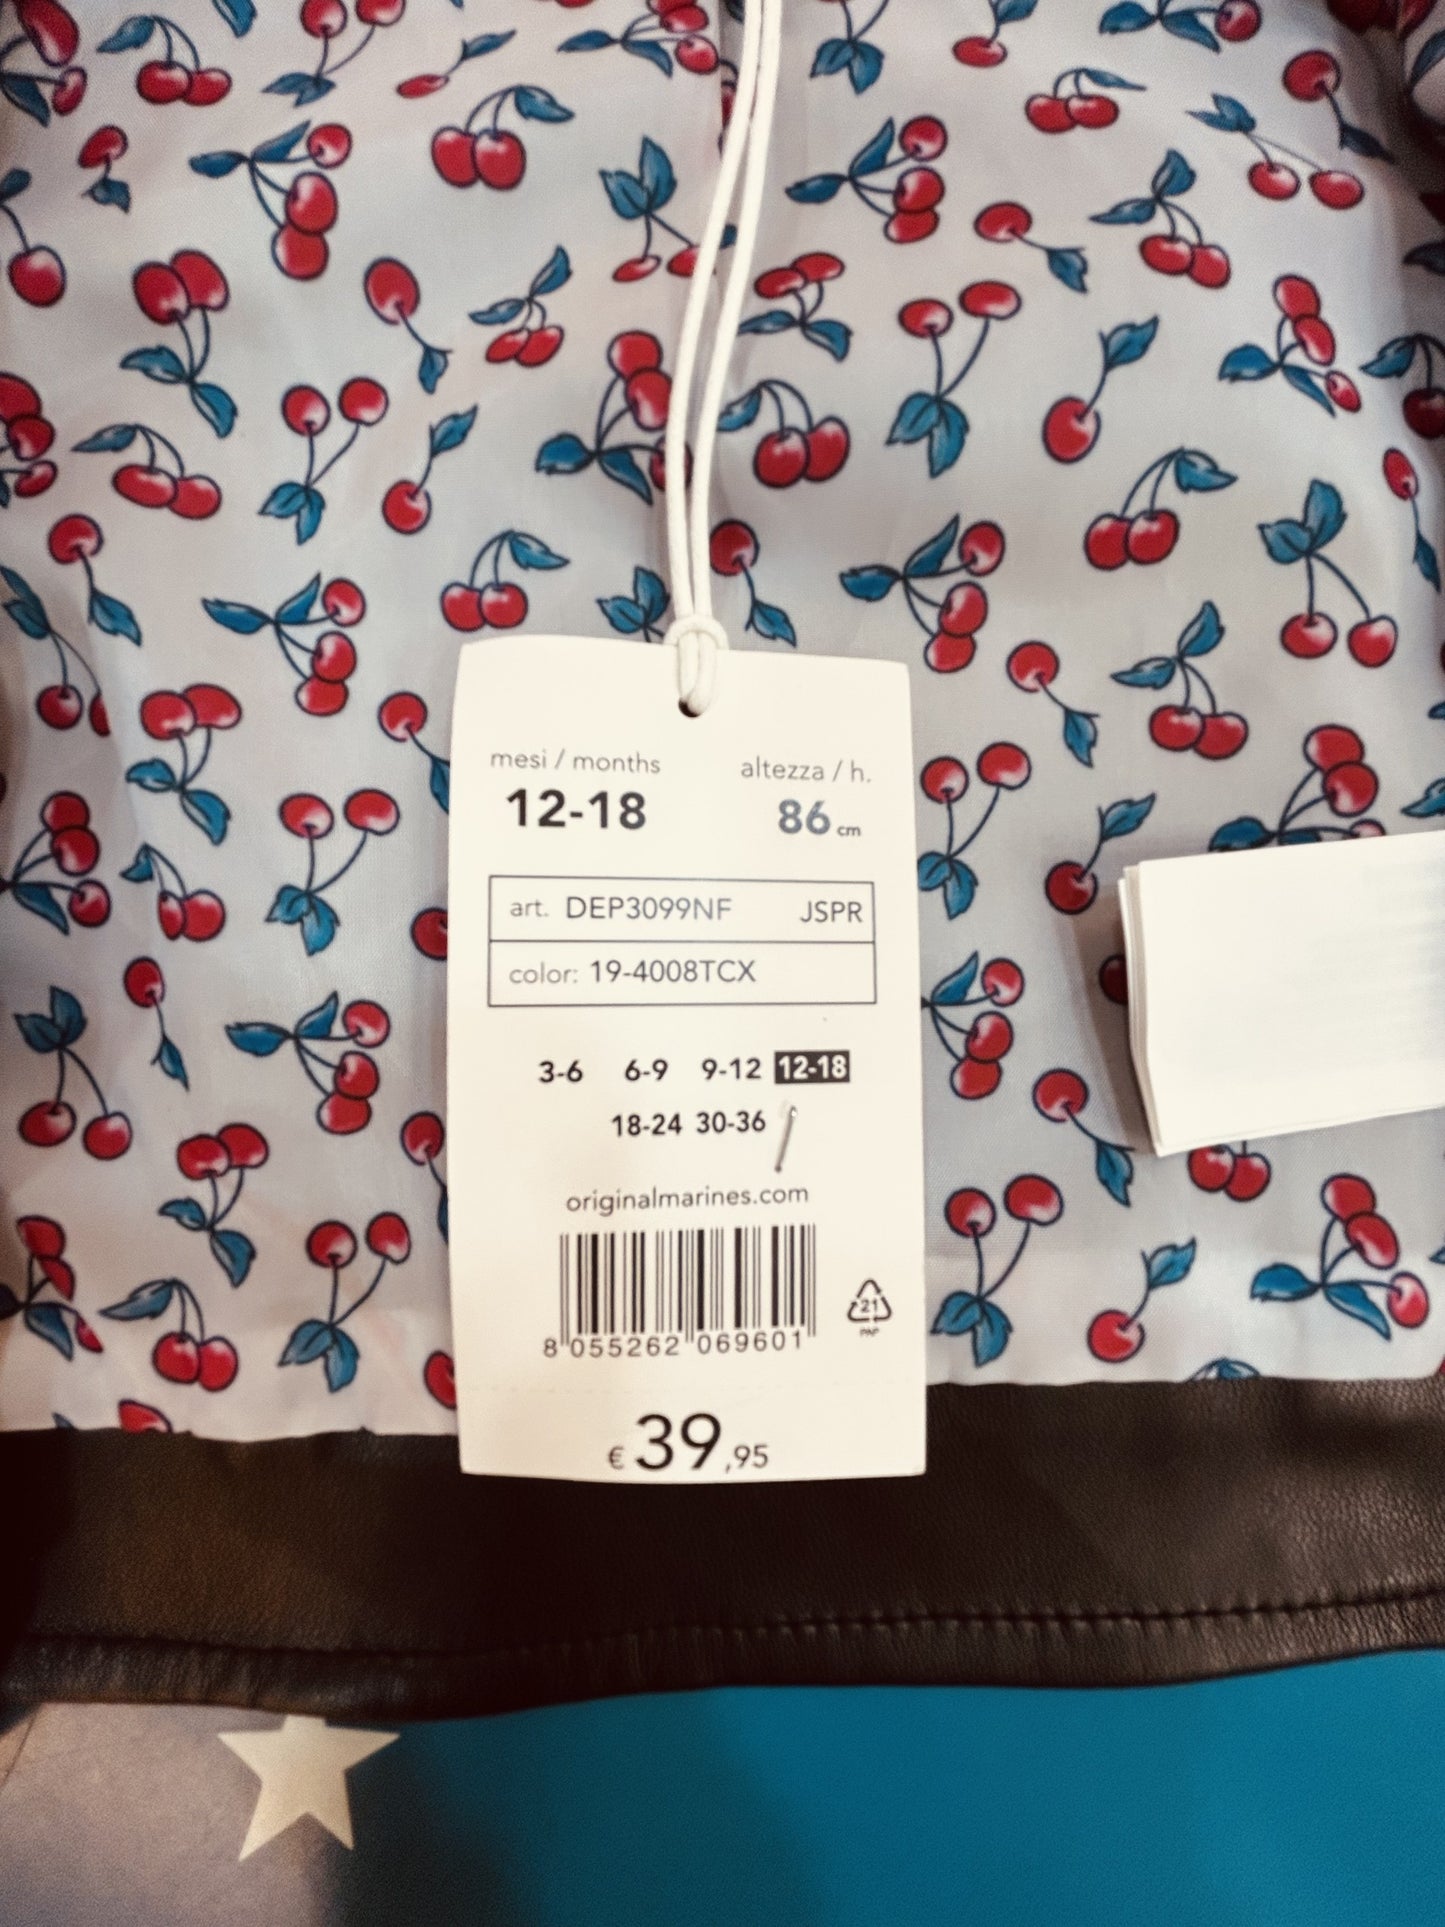 mesi / months altezza / h.
12-18 86 cm
art. DEP3099NF JSPR
color: 19-4008TCX
3-6 6-9 9-12 12-18
18-24 30-36
originalmarines.com
8 055262 069601
21
PAP
€ 39,95